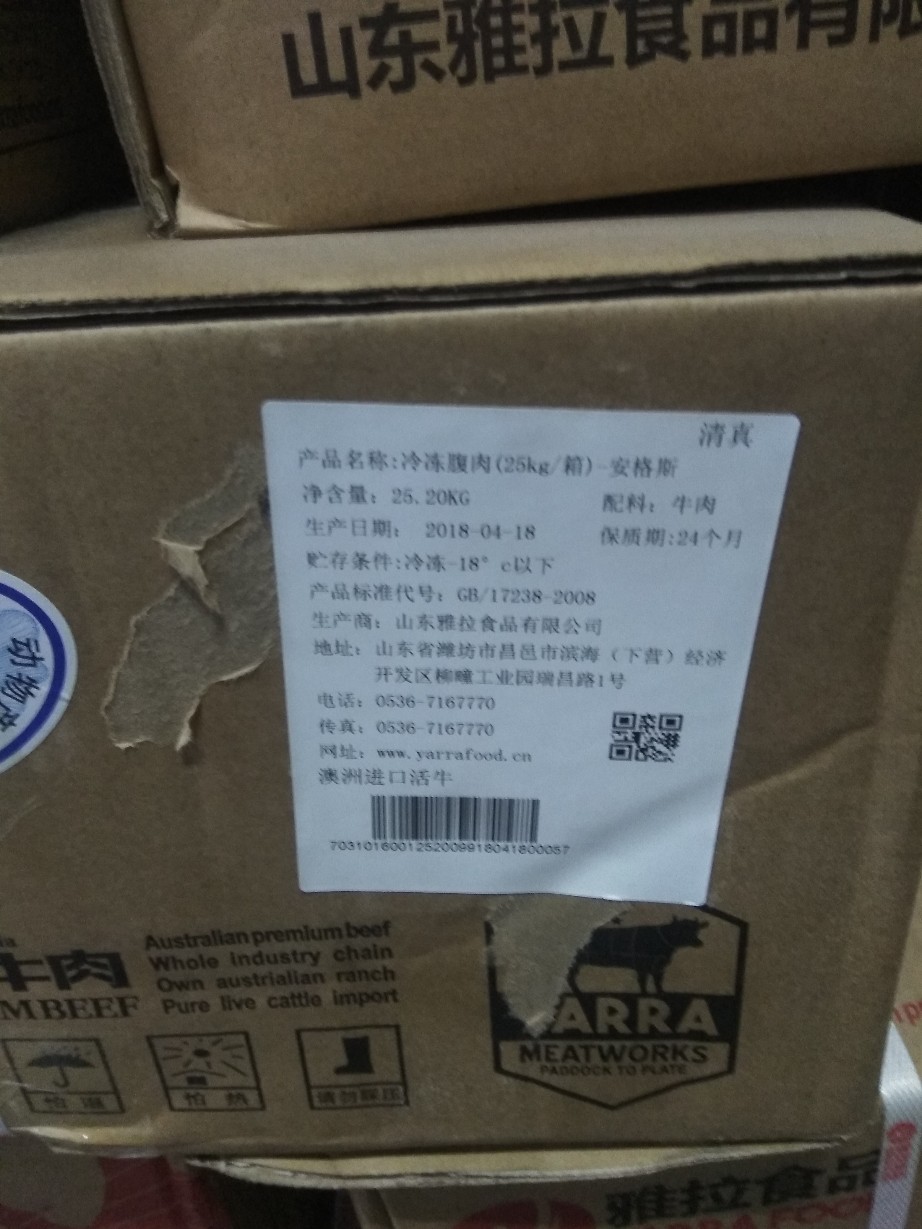 山东雅拉食品有限
清真
产品名称:冷冻腹肉(25kg/箱)-安格斯
净含量: 25.20KG 配料: 牛肉
生产日期: 2018-04-18 保质期:24个月
贮存条件:冷冻-18° c以下
产品标准代号: GB/17238-2008
生产商: 山东雅拉食品有限公司
地址: 山东省潍坊市昌邑市滨海（下营）经济
开发区柳疃工业园瑞昌路1号
电话: 0536-7167770
传真: 0536-7167770
网址: www.yarrafood.cn
澳洲进口活牛
7031016001252009918041800057
动物产
牛肉
MBEEF
Australian premium beef
Whole industry chain
Own austrialian ranch
Pure live cattle import
怕湿
怕热
请勿踩压
ARRA
MEATWORKS
PADDOCK TO PLATE
雅拉食品